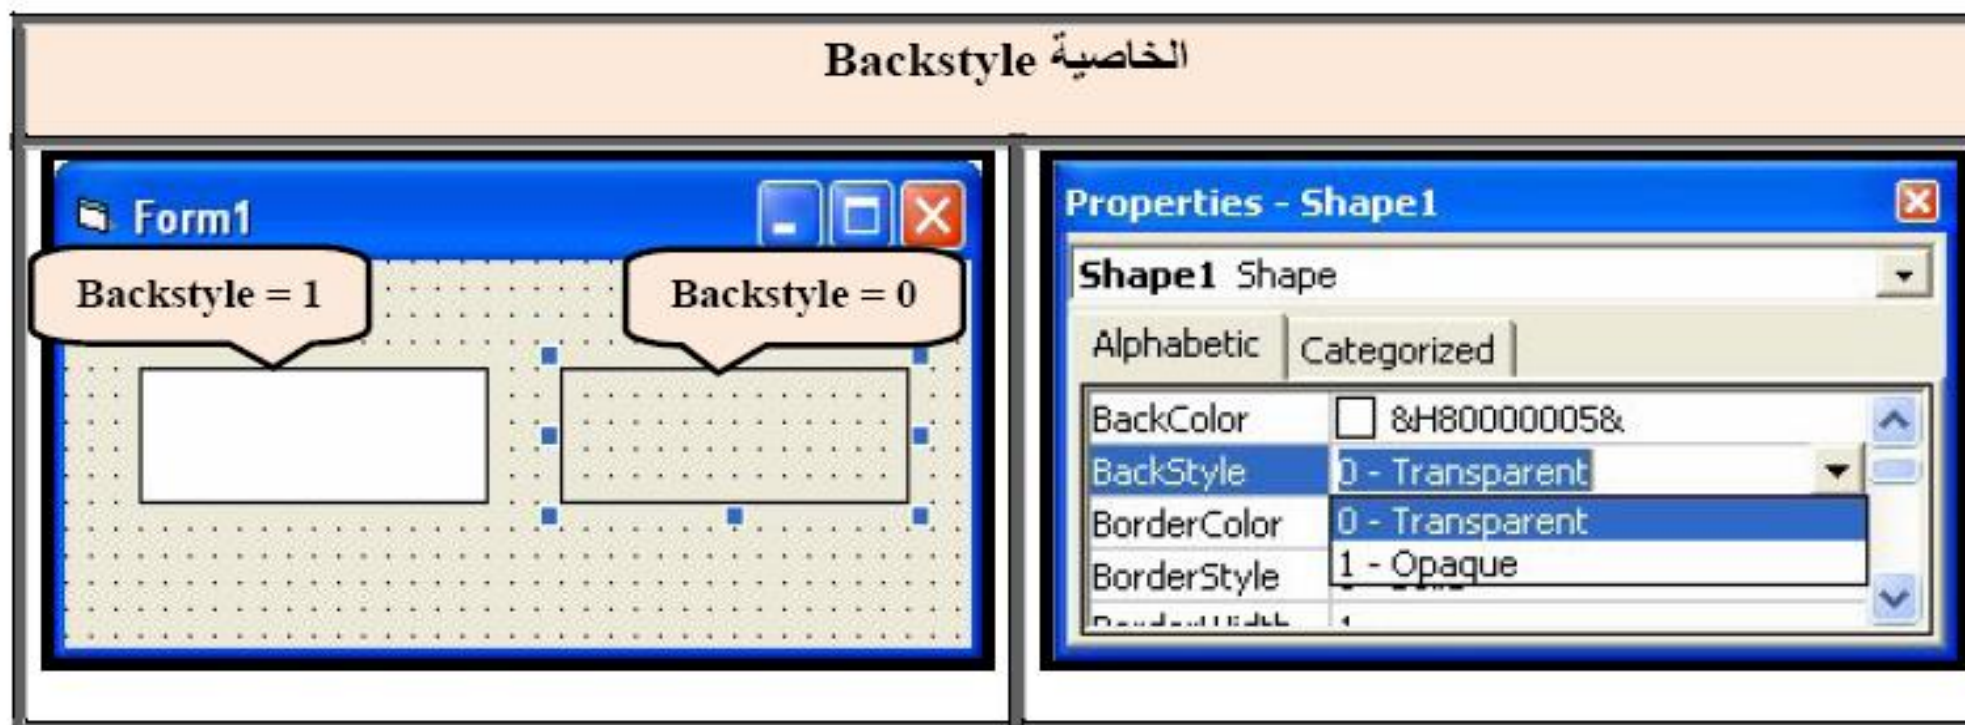 الخاصية Backstyle
Form1
Backstyle = 1
Backstyle = 0
Properties - Shape1
Shape1 Shape
Alphabetic Categorized
BackColor &H80000005&
BackStyle 0 - Transparent
BorderColor 0 - Transparent
BorderStyle 1 - Opaque